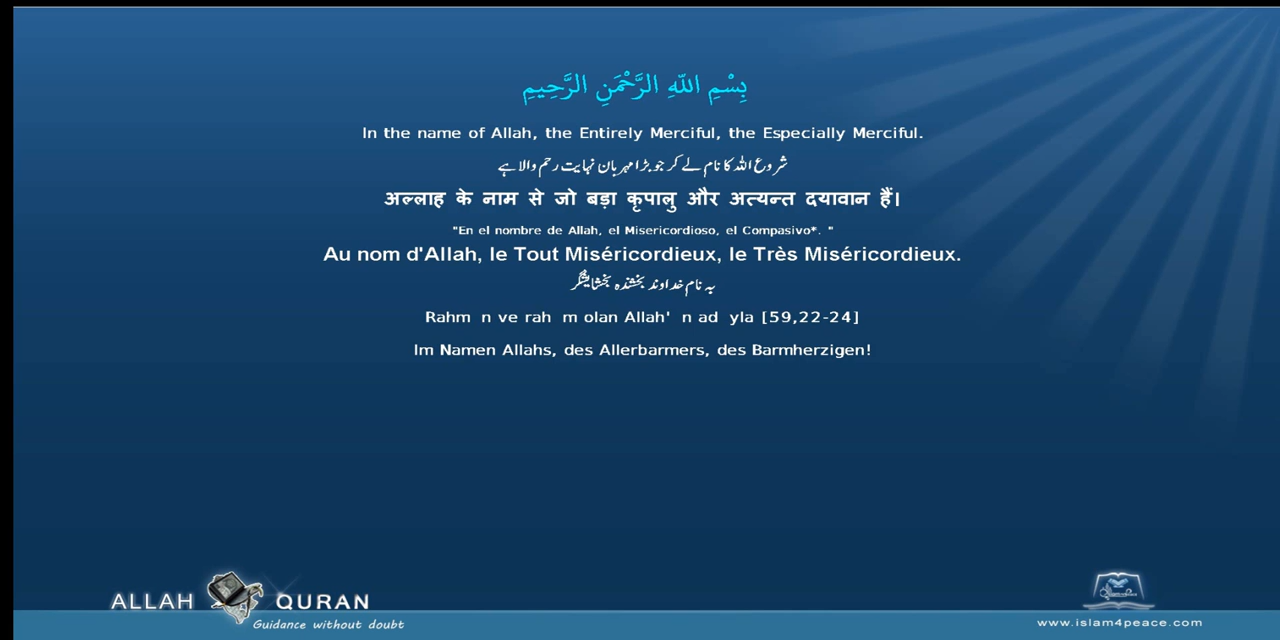 بِسْمِ اللَّهِ الرَّحْمَنِ الرَّحِيمِ
In the name of Allah, the Entirely Merciful, the Especially Merciful.
شروع اللہ کا نام لے کر جو بڑا مہربان نہایت رحم والا ہے
अल्लाह के नाम से जो बड़ा कृपालु और अत्यन्त दयावान हैं।
"En el nombre de Allah, el Misericordioso, el Compasivo*. "
Au nom d'Allah, le Tout Miséricordieux, le Très Miséricordieux.
به نام خداوند بخشنده بخشایشگر
Rahm n ve rah m olan Allah' n ad yla [59,22-24]
Im Namen Allahs, des Allerbarmers, des Barmherzigen!
ALLAH QURAN
Guidance without doubt
www.islam4peace.com